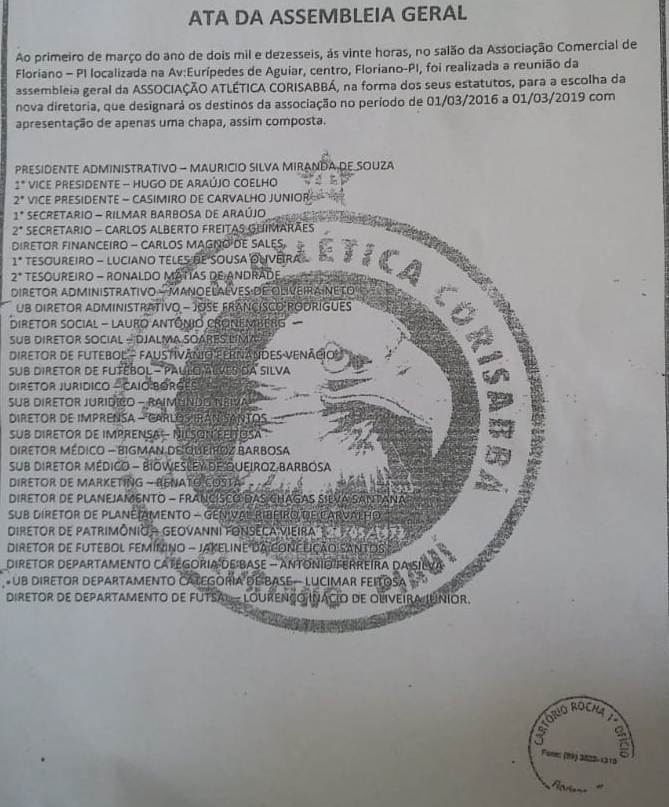 ATA DA ASSEMBLEIA GERAL
Ao primeiro de março do ano de dois mil e dezesseis, ás vinte horas, no salão da Associação Comercial de
Floriano – PI localizada na Av:Eurípedes de Aguiar, centro, Floriano-PI, foi realizada a reunião da
assembleia geral da ASSOCIAÇÃO ATLÉTICA CORISABBÁ, na forma dos seus estatutos, para a escolha da
nova diretoria, que designará os destinos da associação no período de 01/03/2016 a 01/03/2019 com
apresentação de apenas uma chapa, assim composta.
PRESIDENTE ADMINISTRATIVO – MAURICIO SILVA MIRANDA DE SOUZA
1° VICE PRESIDENTE – HUGO DE ARAÚJO COELHO
2° VICE PRESIDENTE – CASIMIRO DE CARVALHO JUNIOR
1° SECRETARIO – RILMAR BARBOSA DE ARAÚJO
2° SECRETARIO – CARLOS ALBERTO FREITAS GUIMARÃES
DIRETOR FINANCEIRO – CARLOS MAGNO DE SALES
1° TESOUREIRO – LUCIANO TELES DE SOUSA OLIVEIRA
2° TESOUREIRO – RONALDO MATIAS DE ANDRADE
DIRETOR ADMINISTRATIVO – MANOEL ALVES DE OLIVEIRA NETO
UB DIRETOR ADMINISTRATIVO – JOSE FRANCISCO RODRIGUES
DIRETOR SOCIAL – LAURO ANTÔNIO CRONEMBERG
SUB DIRETOR SOCIAL – DJALMA SOARES LIMA
DIRETOR DE FUTEBOL – FAUSTIVÂNIO FERNANDES VENÂCIO
SUB DIRETOR DE FUTEBOL – PAULO ALVES DA SILVA
DIRETOR JURIDICO – CAIO BORGES
SUB DIRETOR JURIDICO – RAIMUNDO
DIRETOR DE IMPRENSA – CARLOS IRAN SANTOS
SUB DIRETOR DE IMPRENSA – NILSON FEITOSA
DIRETOR MÉDICO – BIGMAN DE QUEIROZ BARBOSA
SUB DIRETOR MÉDICO – BIOWESLEY DE QUEIROZ BARBOSA
DIRETOR DE MARKETING – RENATO COSTA
DIRETOR DE PLANEJAMENTO – FRANCISCO DAS CHAGAS SILVA SANTANA
SUB DIRETOR DE PLANEJAMENTO – GENIVAL RIBEIRO DE CARVALHO
DIRETOR DE PATRIMÔNIO – GEOVANNI FONSECA VIEIRA
DIRETOR DE FUTEBOL FEMININO – JAKELINE DA CONCEIÇÃO SANTOS
DIRETOR DEPARTAMENTO CATEGORIA DE BASE – ANTONIO FERREIRA DA SILVA
UB DIRETOR DEPARTAMENTO CATEGORIA DE BASE – LUCIMAR FEITOSA
DIRETOR DE DEPARTAMENTO DE FUTSAL – LOURENÇO INÁCIO DE OLIVEIRA JÚNIOR.
ATLÉTICA CORISABBÁ
FLORIANO PIAUÍ
CARTÓRIO ROCHA 1° OFÍCIO
Fone: (89) 3522-1310
Floriano